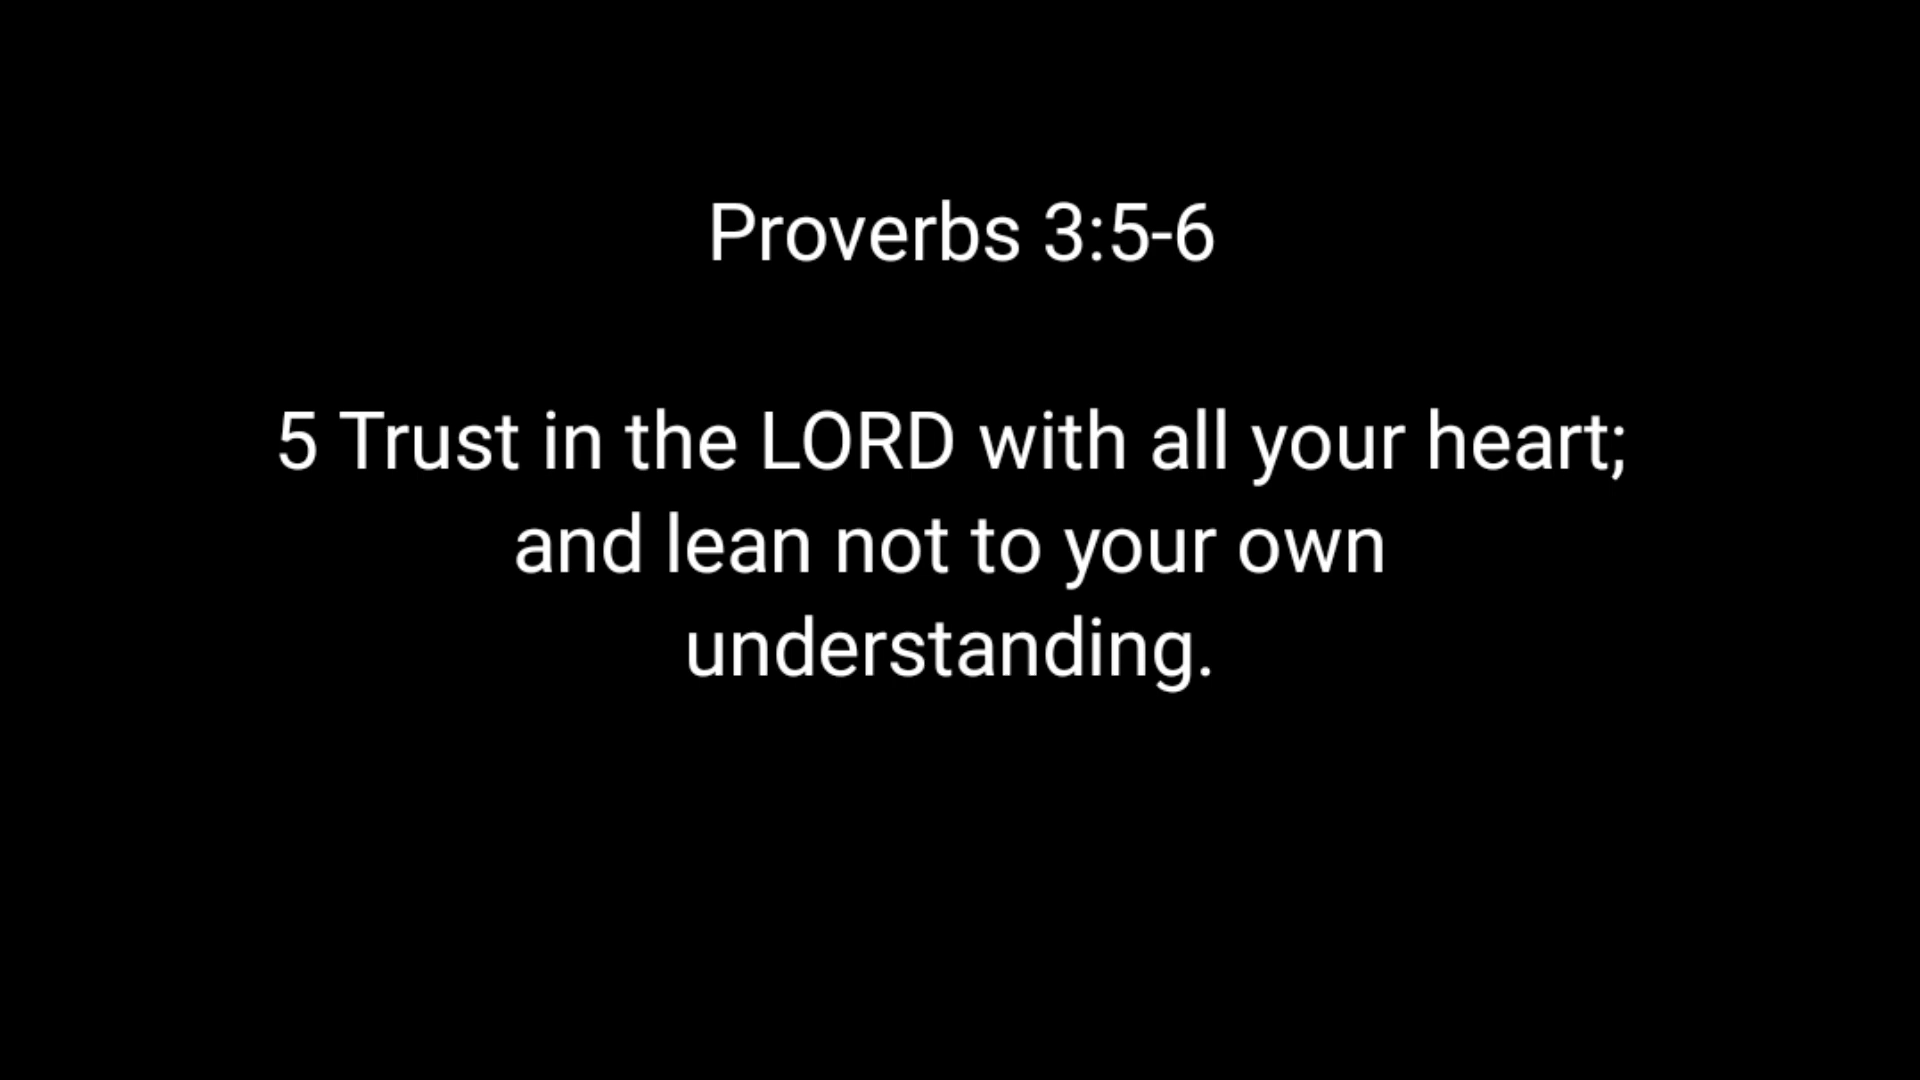 Proverbs 3:5-6
5 Trust in the LORD with all your heart;
and lean not to your own
understanding.